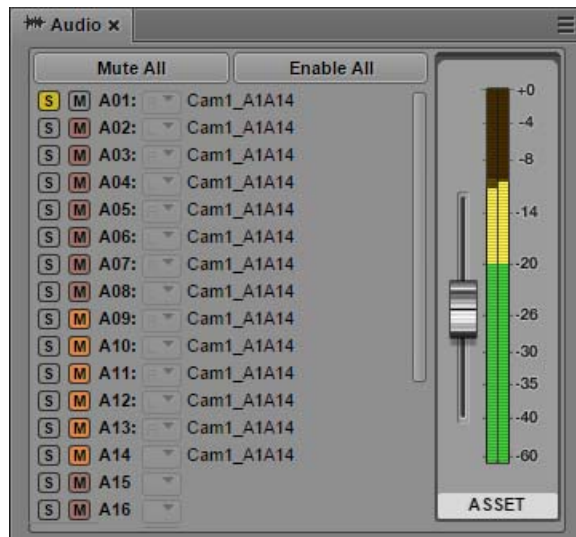 Audio x
Mute All Enable All
S M A01: Cam1_A1A14
S M A02: Cam1_A1A14
S M A03: Cam1_A1A14
S M A04: Cam1_A1A14
S M A05: Cam1_A1A14
S M A06: Cam1_A1A14
S M A07: Cam1_A1A14
S M A08: Cam1_A1A14
S M A09: Cam1_A1A14
S M A10: Cam1_A1A14
S M A11: Cam1_A1A14
S M A12: Cam1_A1A14
S M A13: Cam1_A1A14
S M A14 Cam1_A1A14
S M A15
S M A16
+0
-4
-8
-14
-20
-26
-30
-35
-40
-60
ASSET